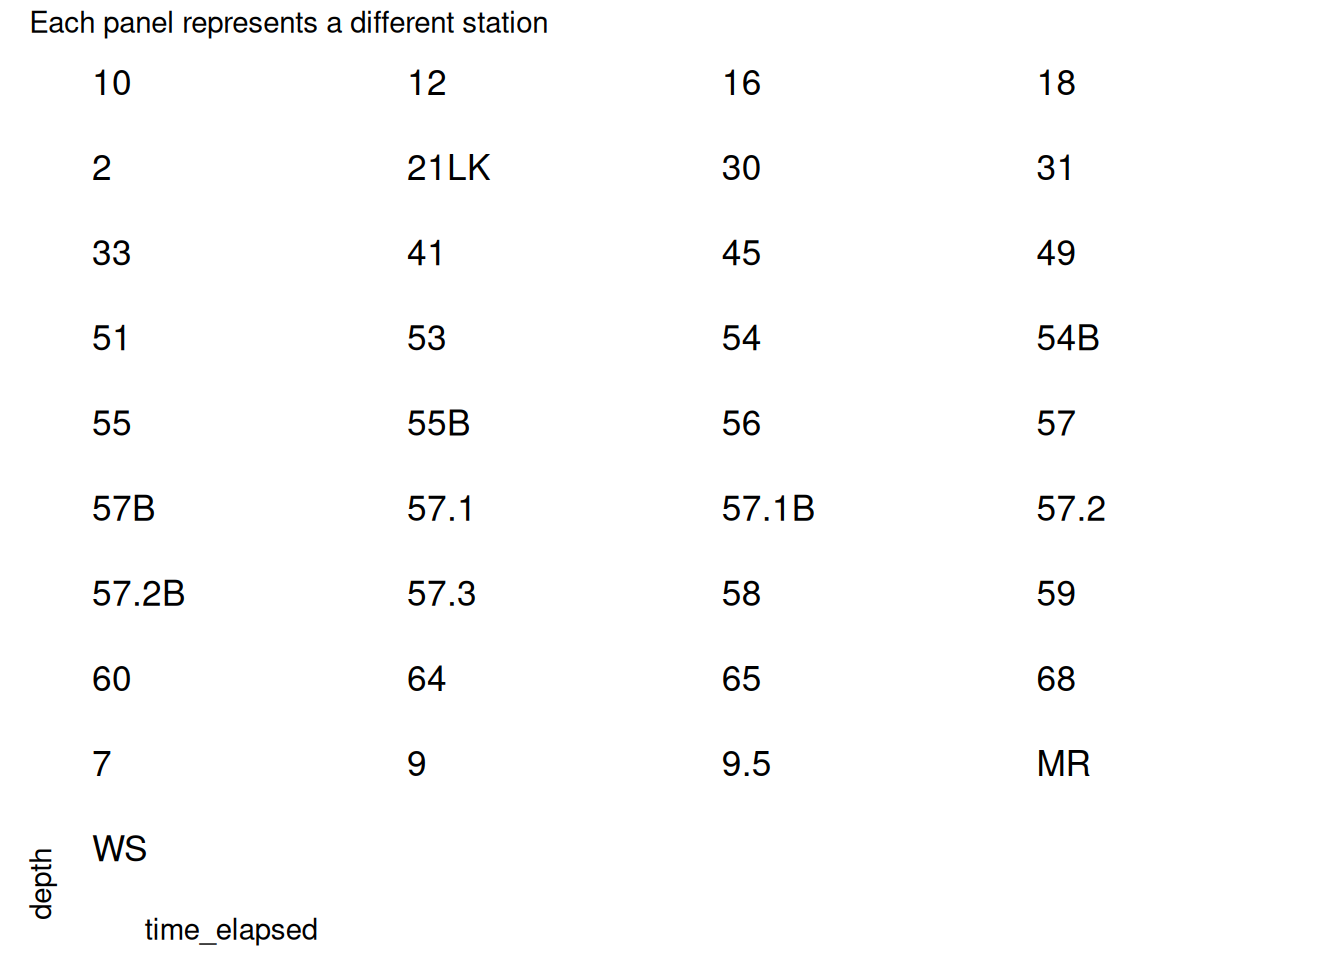 Each panel represents a different station
10 12 16 18
2 21LK 30 31
33 41 45 49
51 53 54 54B
55 55B 56 57
57B 57.1 57.1B 57.2
57.2B 57.3 58 59
60 64 65 68
7 9 9.5 MR
WS
depth
time_elapsed